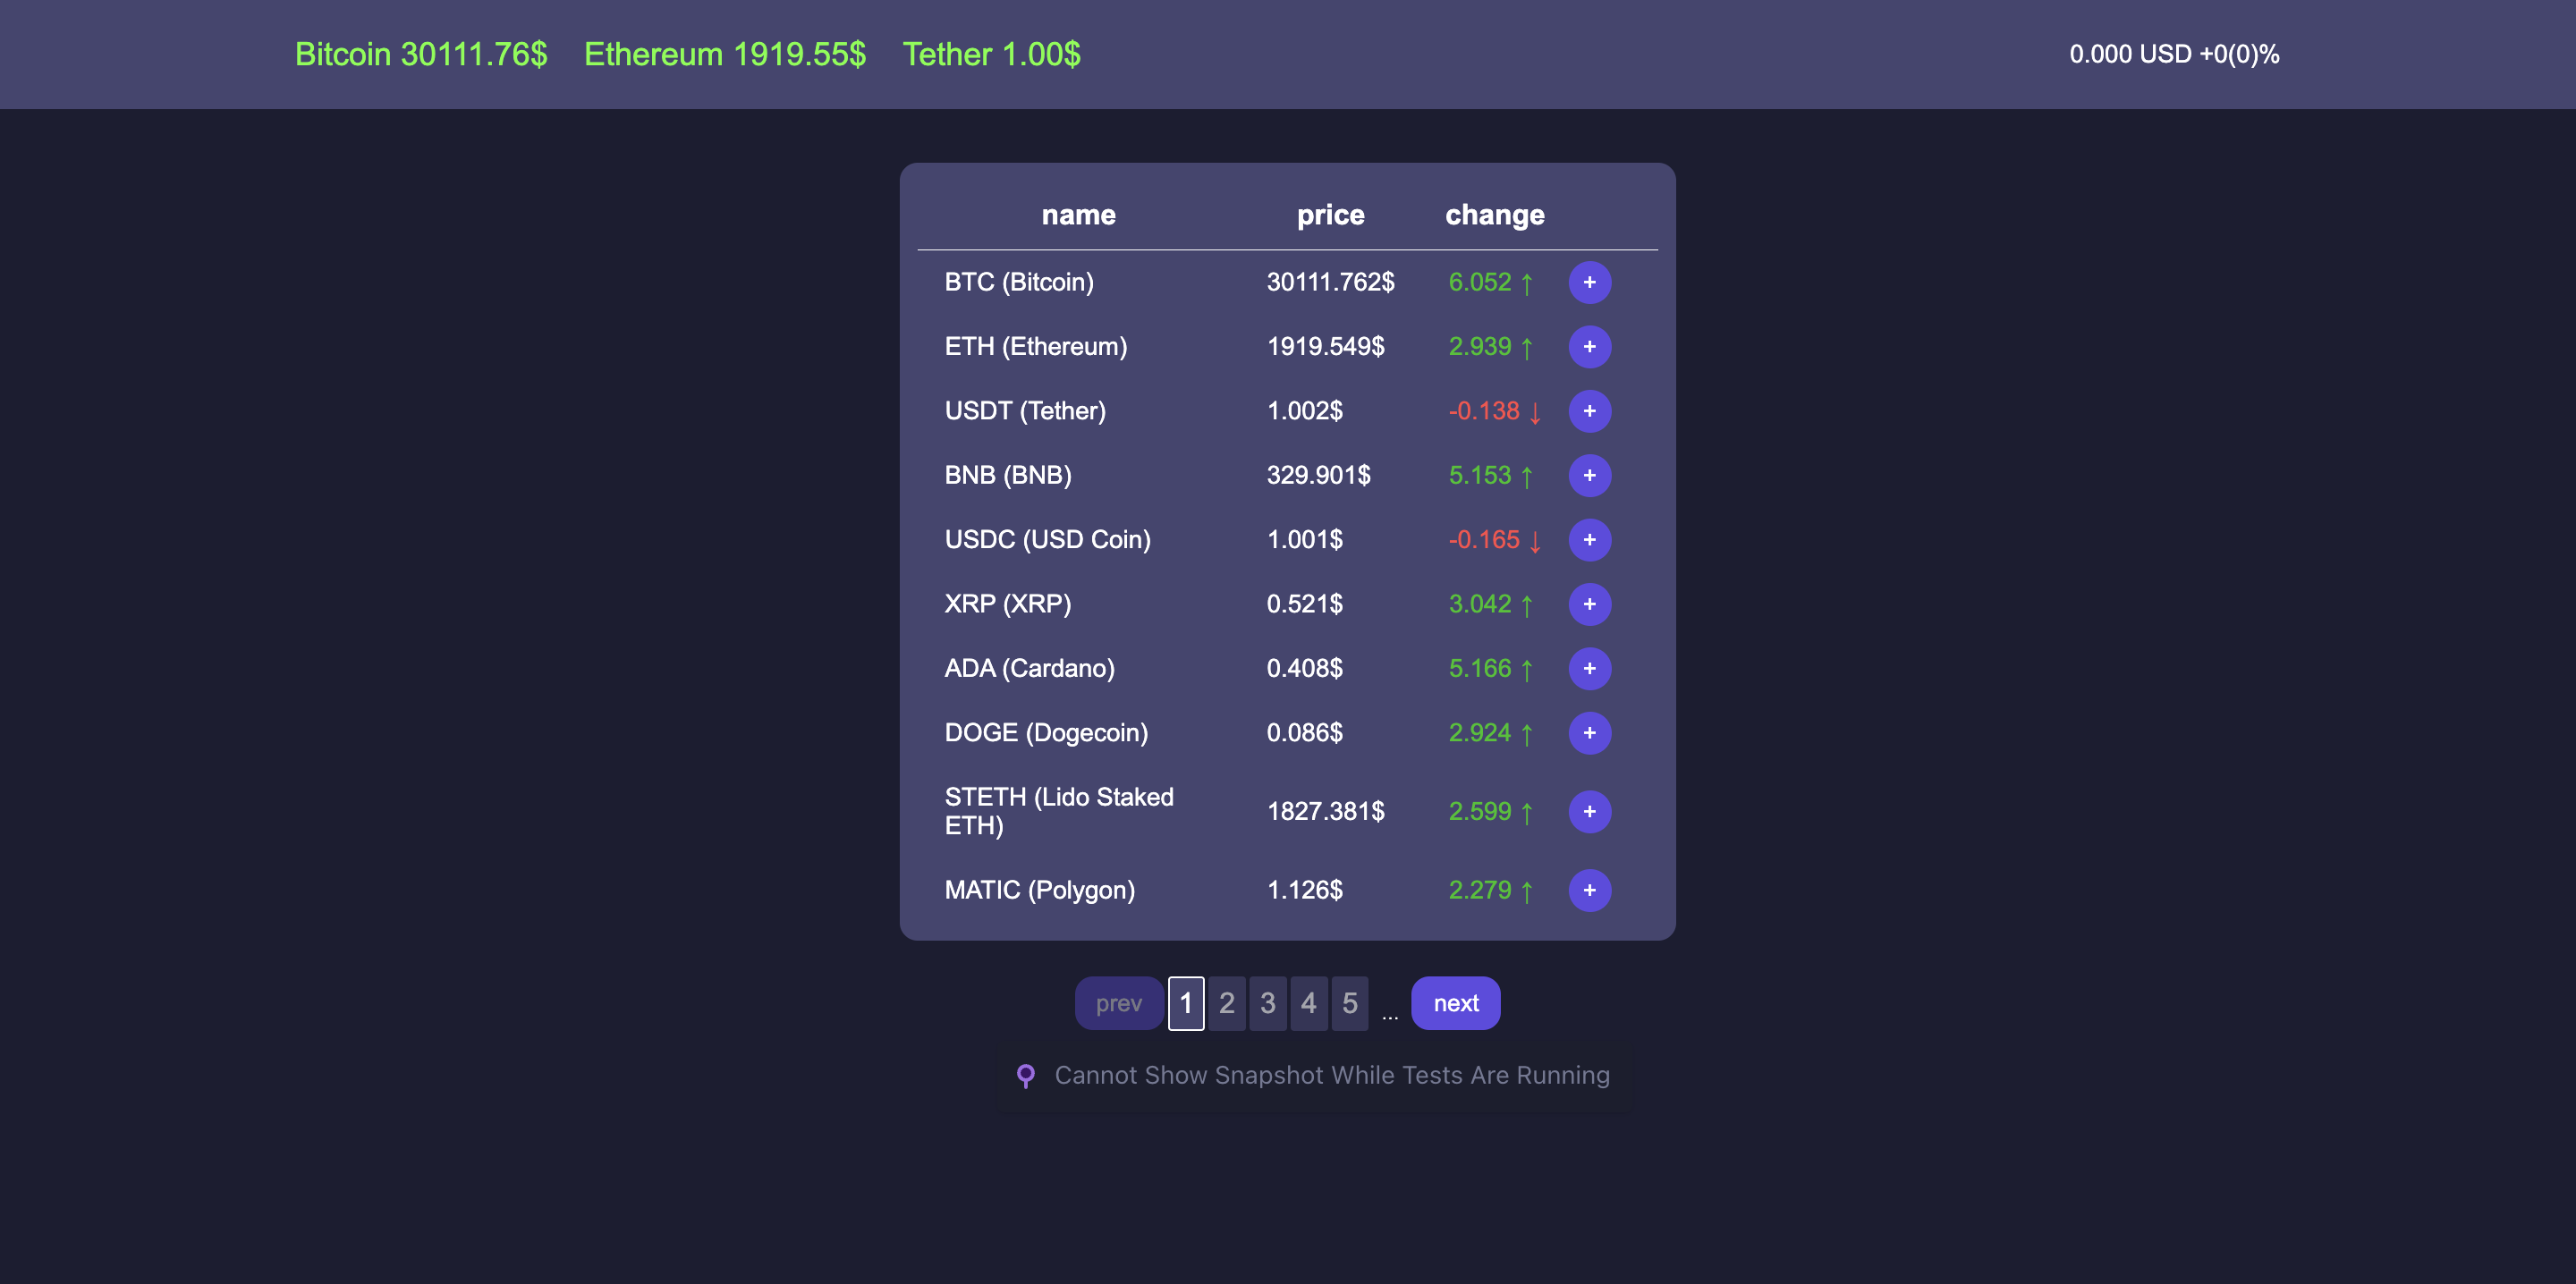 Bitcoin 30111.76$ Ethereum 1919.55$ Tether 1.00$ 0.000 USD +0(0)%
name price change
BTC (Bitcoin) 30111.762$ 6.052 ↑ +
ETH (Ethereum) 1919.549$ 2.939 ↑ +
USDT (Tether) 1.002$ -0.138 ↓ +
BNB (BNB) 329.901$ 5.153 ↑ +
USDC (USD Coin) 1.001$ -0.165 ↓ +
XRP (XRP) 0.521$ 3.042 ↑ +
ADA (Cardano) 0.408$ 5.166 ↑ +
DOGE (Dogecoin) 0.086$ 2.924 ↑ +
STETH (Lido Staked
ETH) 1827.381$ 2.599 ↑ +
MATIC (Polygon) 1.126$ 2.279 ↑ +
prev 1 2 3 4 5 ... next
Cannot Show Snapshot While Tests Are Running